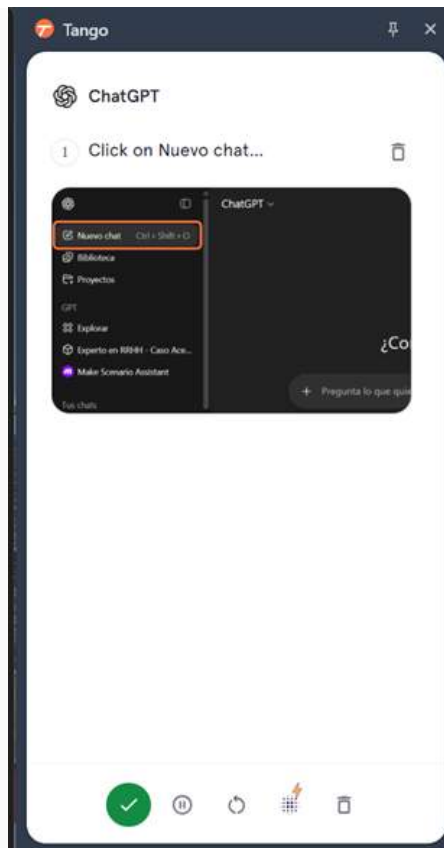 Tango
ChatGPT
1 Click on Nuevo chat...
ChatGPT
Nuevo chat Ctrl + Shift + O
Biblioteca
Proyectos
GPT
Explorar
Experto en RRHH - Caso Ace...
Make Scenario Assistant
Tus chats
¿Co
Pregunta lo que quie